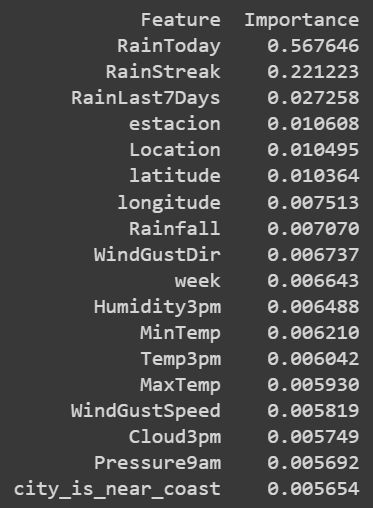 Feature Importance
RainToday 0.567646
RainStreak 0.221223
RainLast7Days 0.027258
estacion 0.010608
Location 0.010495
latitude 0.010364
longitude 0.007513
Rainfall 0.007070
WindGustDir 0.006737
week 0.006643
Humidity3pm 0.006488
MinTemp 0.006210
Temp3pm 0.006042
MaxTemp 0.005930
WindGustSpeed 0.005819
Cloud3pm 0.005749
Pressure9am 0.005692
city_is_near_coast 0.005654